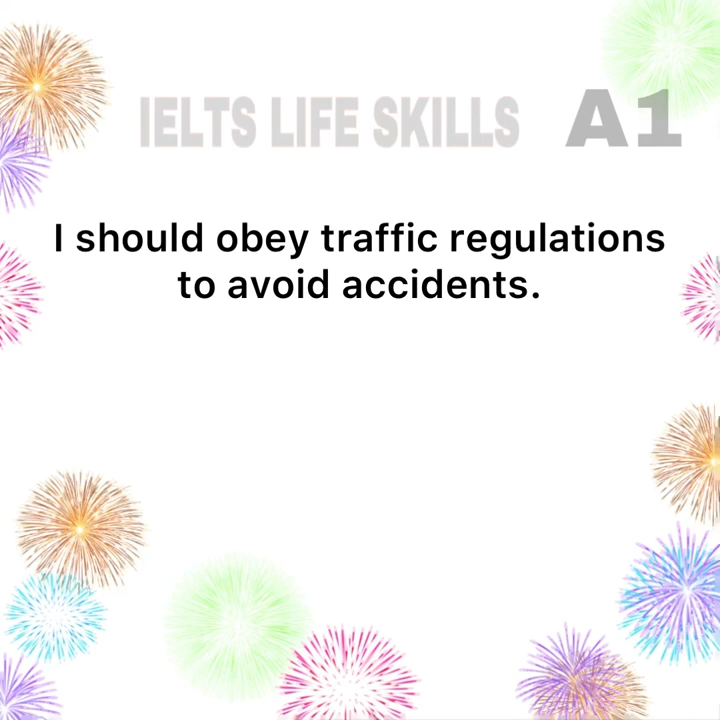 IELTS LIFE SKILLS A1
I should obey traffic regulations
to avoid accidents.